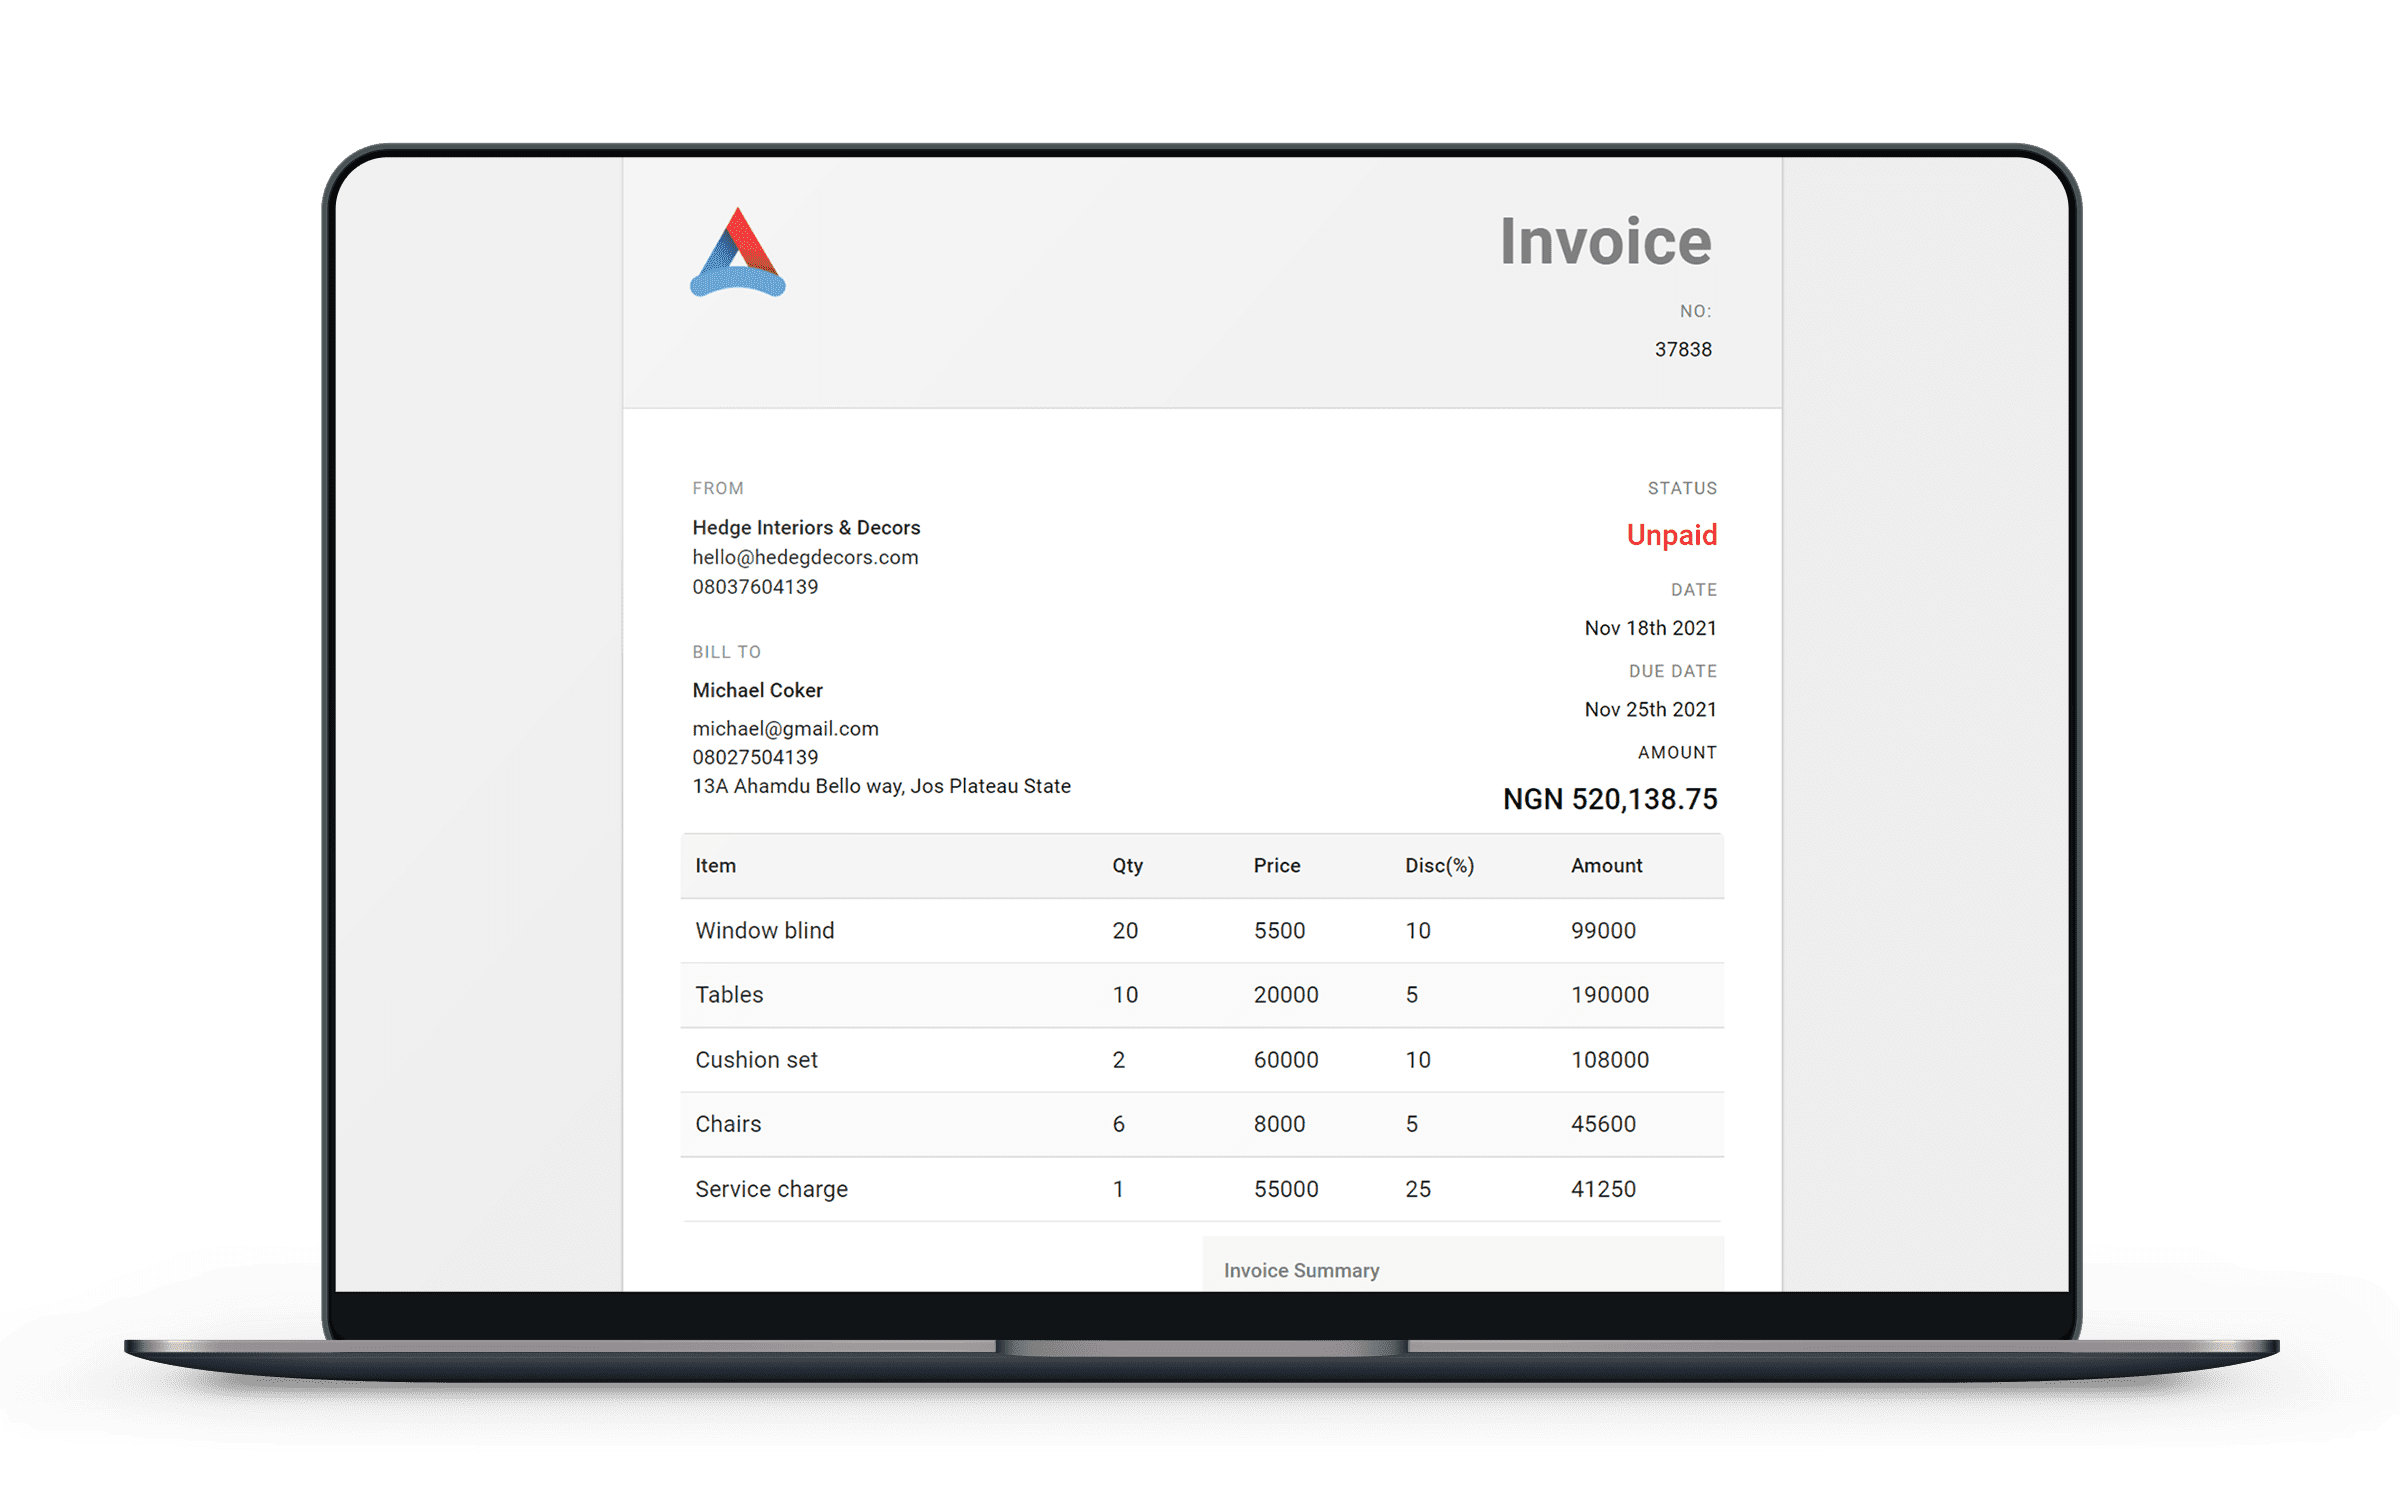 Invoice
NO:
37838
FROM
Hedge Interiors & Decors
hello@hedegdecors.com
08037604139
BILL TO
Michael Coker
michael@gmail.com
08027504139
13A Ahamdu Bello way, Jos Plateau State
STATUS
Unpaid
DATE
Nov 18th 2021
DUE DATE
Nov 25th 2021
AMOUNT
NGN 520,138.75
Item Qty Price Disc(%) Amount
Window blind 20 5500 10 99000
Tables 10 20000 5 190000
Cushion set 2 60000 10 108000
Chairs 6 8000 5 45600
Service charge 1 55000 25 41250
Invoice Summary